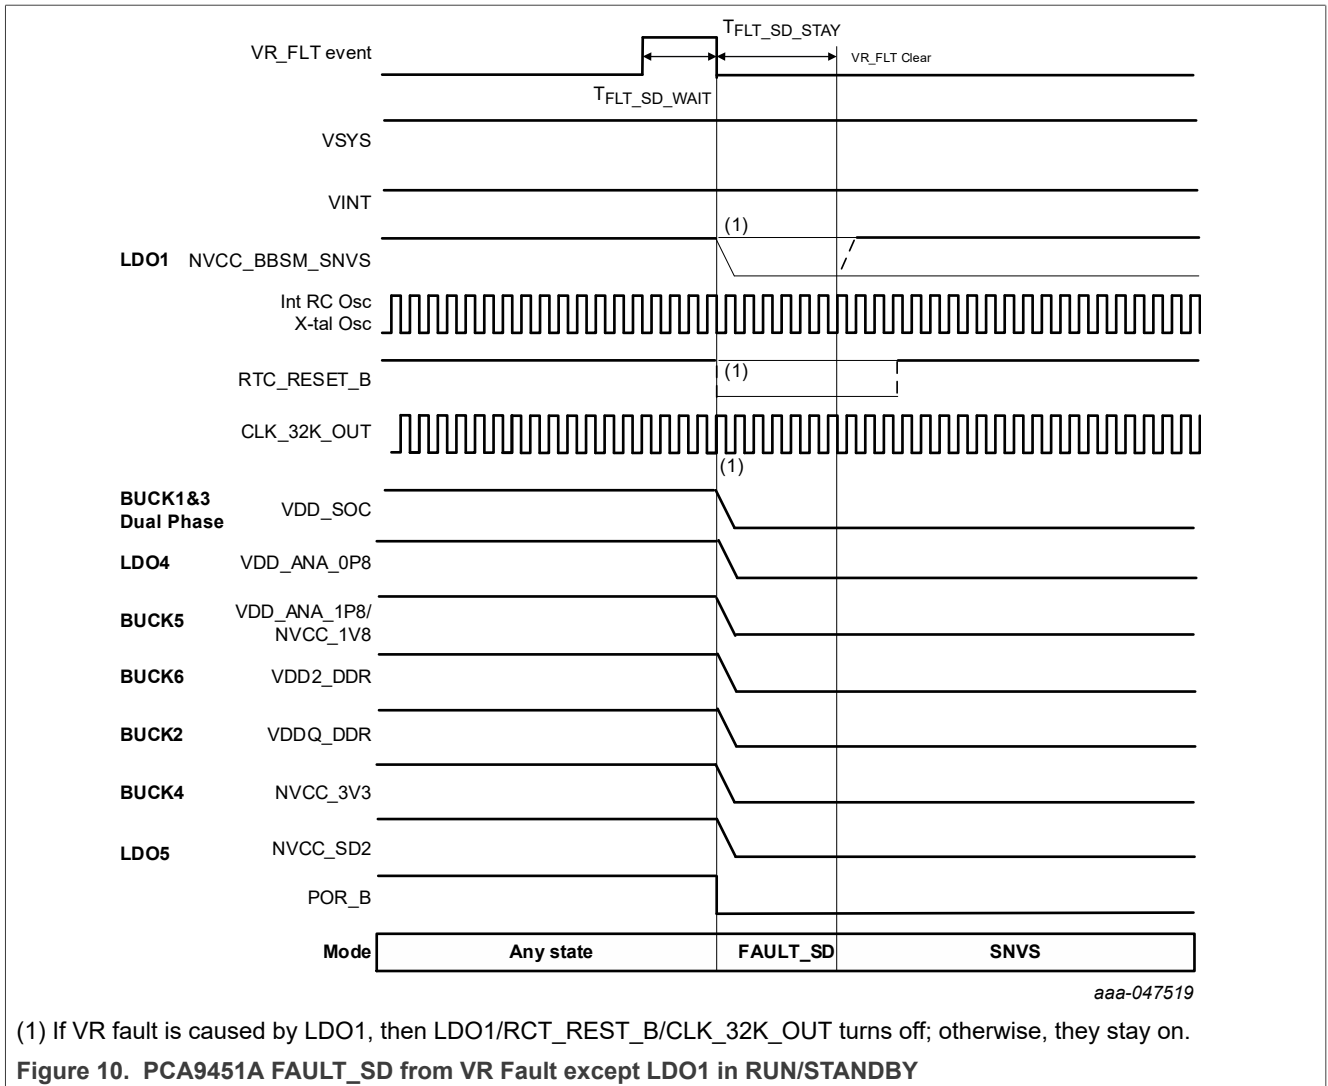 TFLT_SD_STAY
VR_FLT event
VR_FLT Clear
TFLT_SD_WAIT
VSYS
VINT
(1)
LDO1 NVCC_BBSM_SNVS
Int RC Osc
X-tal Osc
(1)
RTC_RESET_B
CLK_32K_OUT
(1)
BUCK1&3
Dual Phase
VDD_SOC
LDO4 VDD_ANA_0P8
BUCK5
VDD_ANA_1P8/
NVCC_1V8
BUCK6 VDD2_DDR
BUCK2 VDDQ_DDR
BUCK4 NVCC_3V3
LDO5 NVCC_SD2
POR_B
Mode Any state FAULT_SD SNVS
aaa-047519
(1) If VR fault is caused by LDO1, then LDO1/RCT_REST_B/CLK_32K_OUT turns off; otherwise, they stay on.
Figure 10. PCA9451A FAULT_SD from VR Fault except LDO1 in RUN/STANDBY